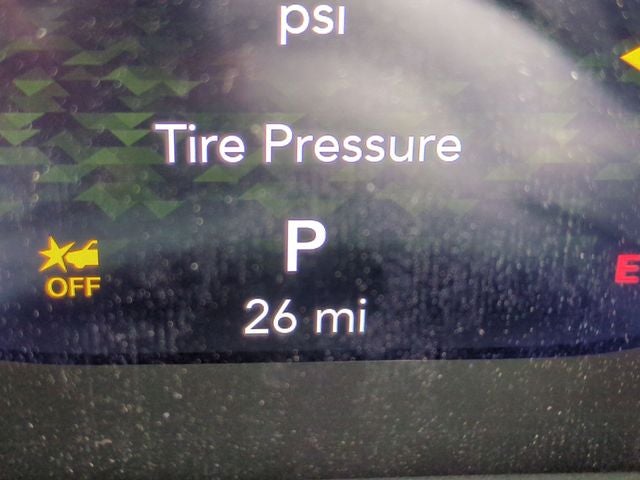 psi
Tire Pressure
P
OFF
26 mi
E